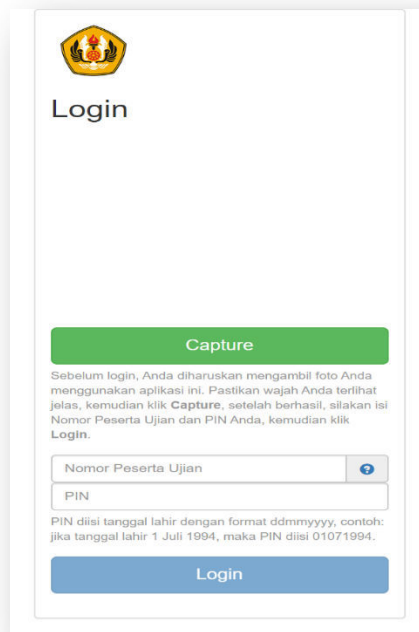 Login
Capture
Sebelum login, Anda diharuskan mengambil foto Anda
menggunakan aplikasi ini. Pastikan wajah Anda terlihat
jelas, kemudian klik Capture, setelah berhasil, silakan isi
Nomor Peserta Ujian dan PIN Anda, kemudian klik
Login.
Nomor Peserta Ujian
PIN
PIN diisi tanggal lahir dengan format ddmmyyyy, contoh:
jika tanggal lahir 1 Juli 1994, maka PIN diisi 01071994.
Login